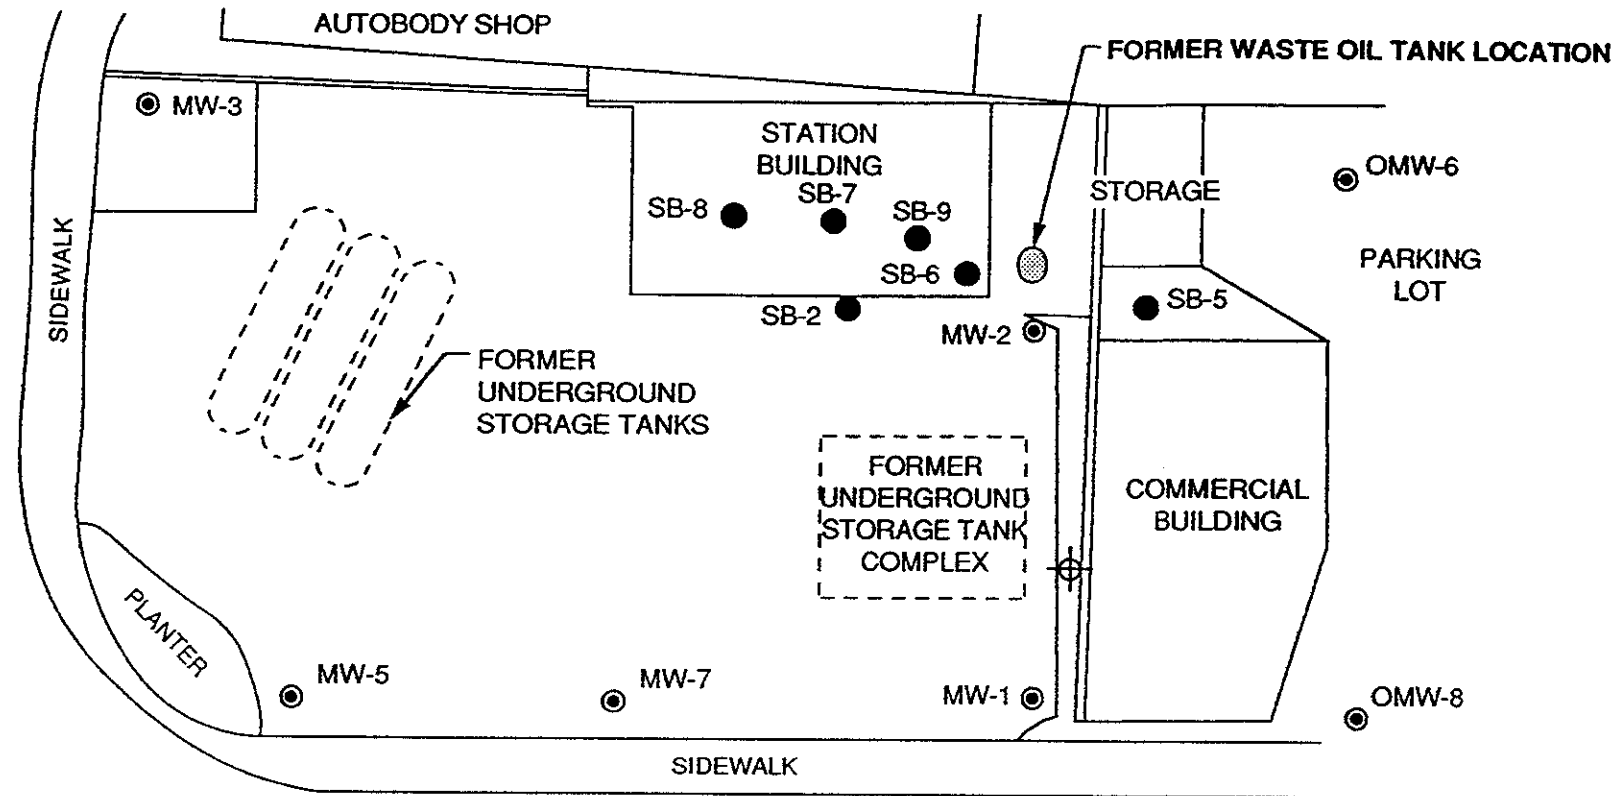 AUTOBODY SHOP
FORMER WASTE OIL TANK LOCATION
MW-3
STATION
BUILDING
SB-7
SB-8
SB-9
SB-6
SB-2
STORAGE
OMW-6
PARKING
LOT
SB-5
MW-2
SIDEWALK
FORMER
UNDERGROUND
STORAGE TANKS
FORMER
UNDERGROUND
STORAGE TANK
COMPLEX
COMMERCIAL
BUILDING
PLANTER
MW-5
MW-7
MW-1
OMW-8
SIDEWALK